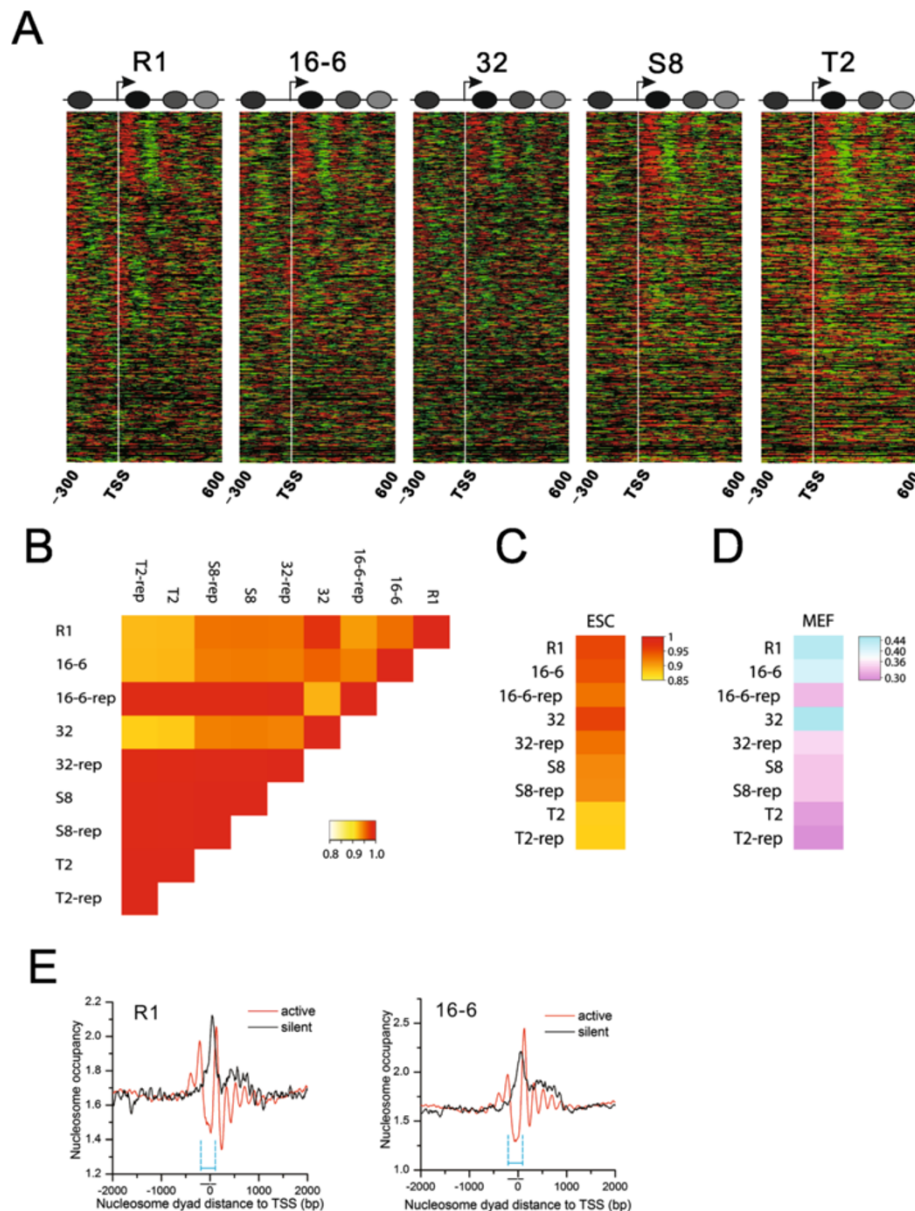 A
R1 16-6 32 S8 T2
-300 TSS 600 -300 TSS 600 -300 TSS 600 -300 TSS 600 -300 TSS 600
B
T2-rep T2 S8-rep S8 32-rep 32 16-6-rep 16-6 R1
R1
16-6
16-6-rep
32
32-rep
S8
S8-rep
T2
T2-rep
0.8 0.9 1.0
C
ESC
R1
16-6
16-6-rep
32
32-rep
S8
S8-rep
T2
T2-rep
1
0.95
0.90
0.85
D
MEF
R1
16-6
16-6-rep
32
32-rep
S8
S8-rep
T2
T2-rep
0.44
0.40
0.36
0.30
E
R1
active
silent
Nucleosome occupancy
2.2
2.0
1.8
1.6
1.4
1.2
-2000 -1000 0 1000 2000
Nucleosome dyad distance to TSS (bp)
16-6
active
silent
Nucleosome occupancy
2.5
2.0
1.5
1.0
-2000 -1000 0 1000 2000
Nucleosome dyad distance to TSS (bp)